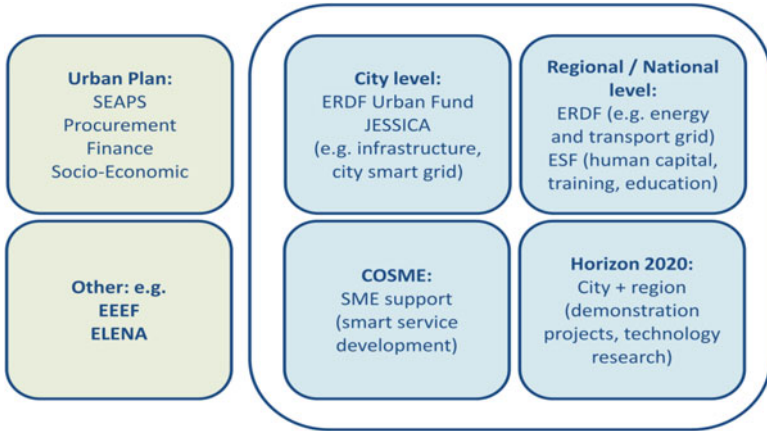 Urban Plan:
SEAPS
Procurement
Finance
Socio-Economic
City level:
ERDF Urban Fund
JESSICA
(e.g. infrastructure,
city smart grid)
Regional / National
level:
ERDF (e.g. energy
and transport grid)
ESF (human capital,
training, education)
Other: e.g.
EEEF
ELENA
COSME:
SME support
(smart service
development)
Horizon 2020:
City + region
(demonstration
projects, technology
research)